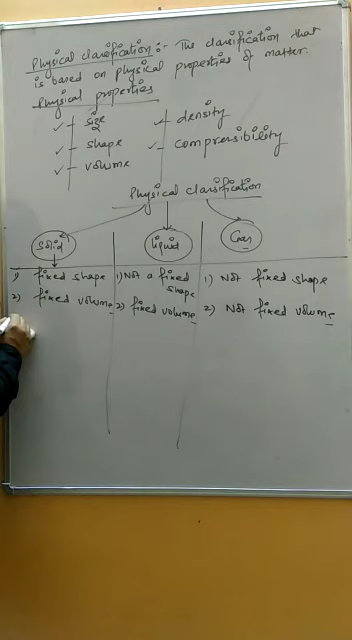 Physical classification :- The classification that
is based on physical properties of matter.
Physical properties
✓ size ✓ density
✓ shape ✓ compressibility
✓ volume
Physical classification
Solid Liquid Gas
1) fixed shape 1) Not a fixed shape 1) Not fixed shape
2) fixed volume 2) fixed volume 2) Not fixed volume